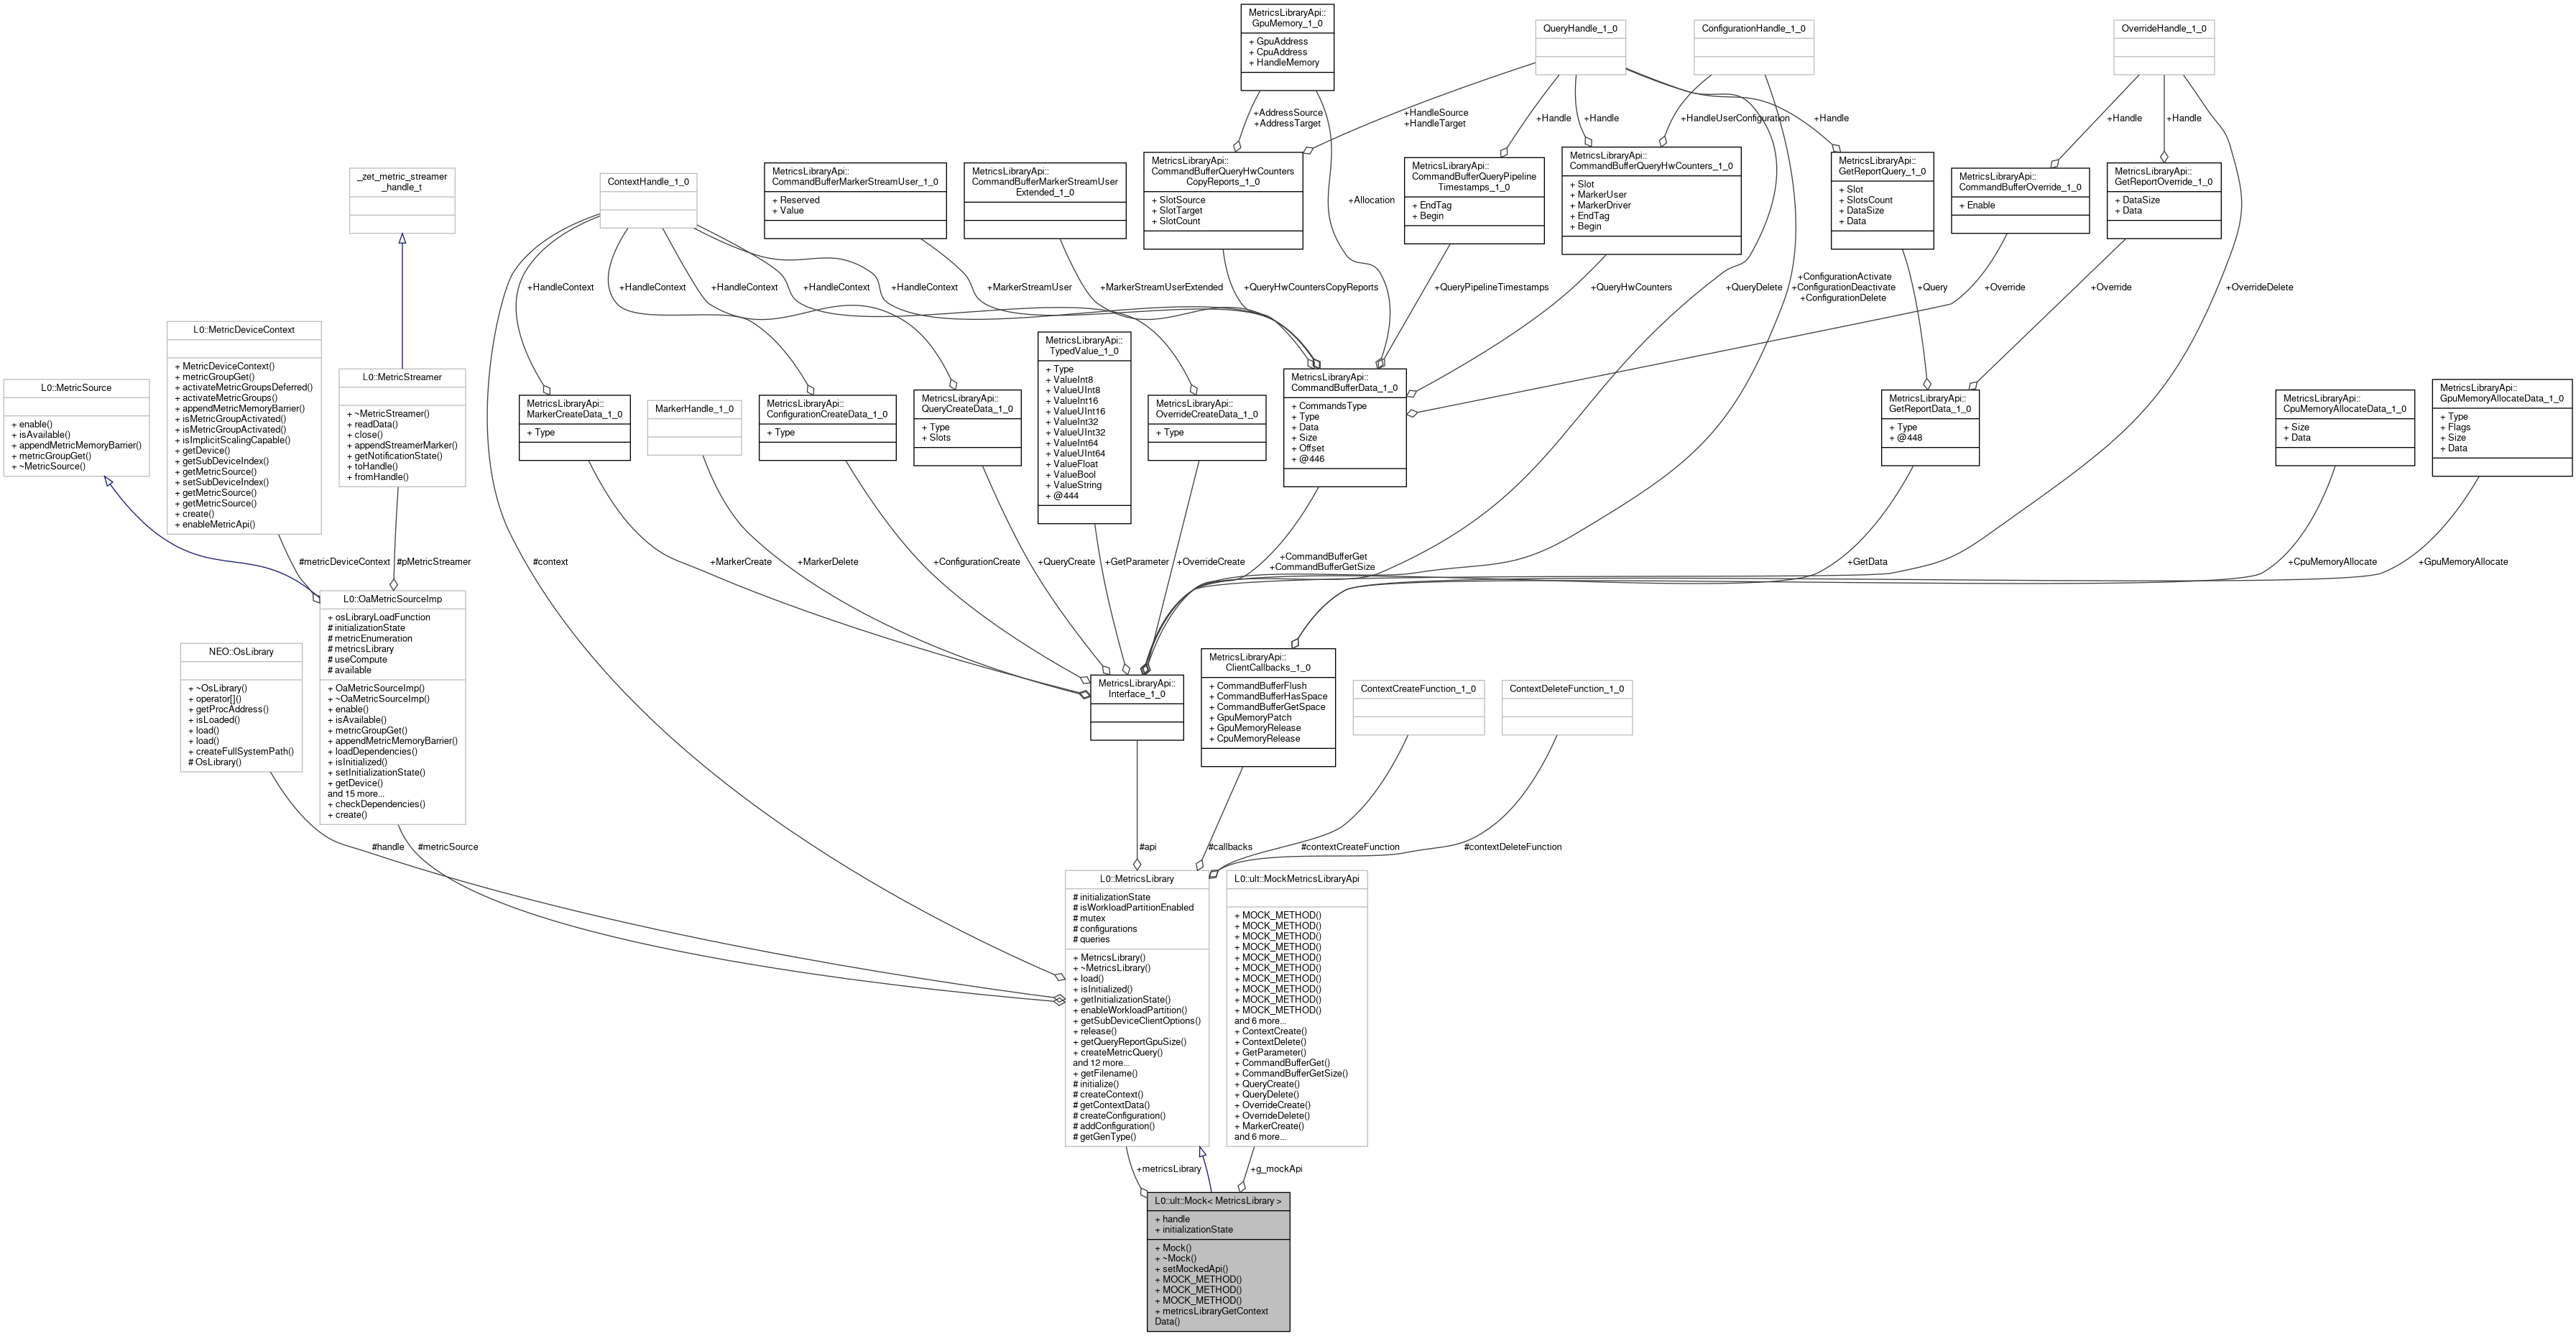 MetricsLibraryApi::
GpuMemory_1_0
+ GpuAddress
+ CpuAddress
+ HandleMemory
QueryHandle_1_0
ConfigurationHandle_1_0
OverrideHandle_1_0
+AddressSource
+AddressTarget
+HandleSource
+HandleTarget
+Handle
+Handle
+HandleUserConfiguration
+Handle
+Handle
+Handle
_zet_metric_streamer
_handle_t
ContextHandle_1_0
MetricsLibraryApi::
CommandBufferMarkerStreamUser_1_0
+ Reserved
+ Value
MetricsLibraryApi::
CommandBufferMarkerStreamUser
Extended_1_0
MetricsLibraryApi::
CommandBufferQueryHwCounters
CopyReports_1_0
+ SlotSource
+ SlotTarget
+ SlotCount
+Allocation
MetricsLibraryApi::
CommandBufferQueryPipeline
Timestamps_1_0
+ EndTag
+ Begin
MetricsLibraryApi::
CommandBufferQueryHwCounters_1_0
+ Slot
+ MarkerUser
+ MarkerDriver
+ EndTag
+ Begin
MetricsLibraryApi::
GetReportQuery_1_0
+ Slot
+ SlotsCount
+ DataSize
+ Data
MetricsLibraryApi::
CommandBufferOverride_1_0
+ Enable
MetricsLibraryApi::
GetReportOverride_1_0
+ DataSize
+ Data
+HandleContext
+HandleContext
+HandleContext
+HandleContext
+HandleContext
+MarkerStreamUser
+MarkerStreamUserExtended
+QueryHwCountersCopyReports
+QueryPipelineTimestamps
+QueryHwCounters
+QueryDelete
+ConfigurationActivate
+ConfigurationDeactivate
+ConfigurationDelete
+Query
+Override
+Override
+OverrideDelete
L0::MetricSource
+ enable()
+ isAvailable()
+ appendMetricMemoryBarrier()
+ metricGroupGet()
+ ~MetricSource()
L0::MetricDeviceContext
+ MetricDeviceContext()
+ metricGroupGet()
+ activateMetricGroupsDeferred()
+ activateMetricGroups()
+ appendMetricMemoryBarrier()
+ isMetricGroupActivated()
+ isMetricGroupActivated()
+ isImplicitScalingCapable()
+ getDevice()
+ getSubDeviceIndex()
+ getMetricSource()
+ setSubDeviceIndex()
+ getMetricSource()
+ getMetricSource()
+ create()
+ enableMetricApi()
L0::MetricStreamer
+ ~MetricStreamer()
+ readData()
+ close()
+ appendStreamerMarker()
+ getNotificationState()
+ toHandle()
+ fromHandle()
MetricsLibraryApi::
MarkerCreateData_1_0
+ Type
MarkerHandle_1_0
MetricsLibraryApi::
ConfigurationCreateData_1_0
+ Type
MetricsLibraryApi::
QueryCreateData_1_0
+ Type
+ Slots
MetricsLibraryApi::
TypedValue_1_0
+ Type
+ ValueInt8
+ ValueUInt8
+ ValueInt16
+ ValueUInt16
+ ValueInt32
+ ValueUInt32
+ ValueInt64
+ ValueUInt64
+ ValueFloat
+ ValueBool
+ ValueString
+ @444
MetricsLibraryApi::
OverrideCreateData_1_0
+ Type
MetricsLibraryApi::
CommandBufferData_1_0
+ CommandsType
+ Type
+ Data
+ Size
+ Offset
+ @446
MetricsLibraryApi::
GetReportData_1_0
+ Type
+ @448
MetricsLibraryApi::
CpuMemoryAllocateData_1_0
+ Size
+ Data
MetricsLibraryApi::
GpuMemoryAllocateData_1_0
+ Type
+ Flags
+ Size
+ Data
#metricDeviceContext
#pMetricStreamer
#context
+MarkerCreate
+MarkerDelete
+ConfigurationCreate
+QueryCreate
+GetParameter
+OverrideCreate
+CommandBufferGet
+CommandBufferGetSize
+GetData
+CpuMemoryAllocate
+GpuMemoryAllocate
NEO::OsLibrary
+ ~OsLibrary()
+ operator[]()
+ getProcAddress()
+ isLoaded()
+ load()
+ load()
+ createFullSystemPath()
# OsLibrary()
L0::OaMetricSourceImp
+ osLibraryLoadFunction
# initializationState
# metricEnumeration
# metricsLibrary
# useCompute
# available
+ OaMetricSourceImp()
+ ~OaMetricSourceImp()
+ enable()
+ isAvailable()
+ metricGroupGet()
+ appendMetricMemoryBarrier()
+ loadDependencies()
+ isInitialized()
+ setInitializationState()
+ getDevice()
and 15 more...
+ checkDependencies()
+ create()
MetricsLibraryApi::
Interface_1_0
MetricsLibraryApi::
ClientCallbacks_1_0
+ CommandBufferFlush
+ CommandBufferHasSpace
+ CommandBufferGetSpace
+ GpuMemoryPatch
+ GpuMemoryRelease
+ CpuMemoryRelease
ContextCreateFunction_1_0
ContextDeleteFunction_1_0
#handle
#metricSource
#api
#callbacks
#contextCreateFunction
#contextDeleteFunction
L0::MetricsLibrary
# initializationState
# isWorkloadPartitionEnabled
# mutex
# configurations
# queries
+ MetricsLibrary()
+ ~MetricsLibrary()
+ load()
+ isInitialized()
+ getInitializationState()
+ enableWorkloadPartition()
+ getSubDeviceClientOptions()
+ release()
+ getQueryReportGpuSize()
+ createMetricQuery()
and 12 more...
+ getFilename()
# initialize()
# createContext()
# getContextData()
# createConfiguration()
# addConfiguration()
# getGenType()
L0::ult::MockMetricsLibraryApi
+ MOCK_METHOD()
+ MOCK_METHOD()
+ MOCK_METHOD()
+ MOCK_METHOD()
+ MOCK_METHOD()
+ MOCK_METHOD()
+ MOCK_METHOD()
+ MOCK_METHOD()
+ MOCK_METHOD()
+ MOCK_METHOD()
and 6 more...
+ ContextCreate()
+ ContextDelete()
+ GetParameter()
+ CommandBufferGet()
+ CommandBufferGetSize()
+ QueryCreate()
+ QueryDelete()
+ OverrideCreate()
+ OverrideDelete()
+ MarkerCreate()
and 6 more...
+metricsLibrary
+g_mockApi
L0::ult::Mock< MetricsLibrary >
+ handle
+ initializationState
+ Mock()
+ ~Mock()
+ setMockedApi()
+ MOCK_METHOD()
+ MOCK_METHOD()
+ MOCK_METHOD()
+ metricsLibraryGetContext
Data()